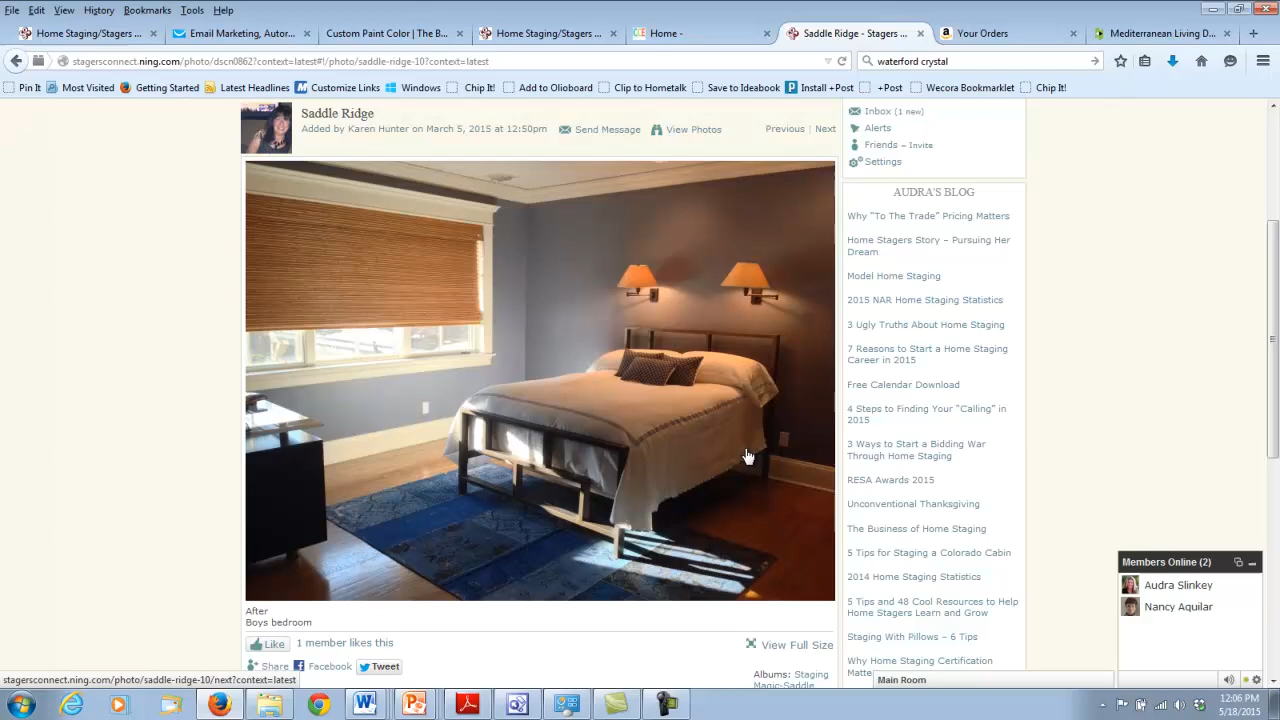 File Edit View History Bookmarks Tools Help
Home Staging/Stagers ... Email Marketing, Autor... Custom Paint Color | The B... Home Staging/Stagers ... Home - Saddle Ridge - Stagers ... Your Orders Mediterranean Living D...
stagersconnect.ning.com/photo/dscn0862?context=latest#!/photo/saddle-ridge-10?context=latest waterford crystal
Pin It Most Visited Getting Started Latest Headlines Customize Links Windows Chip It! Add to Olioboard Clip to Hometalk Save to Ideabook Install +Post +Post Wecora Bookmarklet Chip It!
Saddle Ridge
Added by Karen Hunter on March 5, 2015 at 12:50pm Send Message View Photos Previous | Next
After
Boys bedroom
Like 1 member likes this
View Full Size
Share Facebook Tweet
Albums: Staging
Magic-Saddle
Inbox (1 new)
Alerts
Friends – Invite
Settings
AUDRA'S BLOG
Why "To The Trade" Pricing Matters
Home Stagers Story – Pursuing Her
Dream
Model Home Staging
2015 NAR Home Staging Statistics
3 Ugly Truths About Home Staging
7 Reasons to Start a Home Staging
Career in 2015
Free Calendar Download
4 Steps to Finding Your "Calling" in
2015
3 Ways to Start a Bidding War
Through Home Staging
RESA Awards 2015
Unconventional Thanksgiving
The Business of Home Staging
5 Tips for Staging a Colorado Cabin
2014 Home Staging Statistics
5 Tips and 48 Cool Resources to Help
Home Stagers Learn and Grow
Staging With Pillows – 6 Tips
Why Home Staging Certification
Matte
Members Online (2)
Audra Slinkey
Nancy Aquilar
Main Room
stagersconnect.ning.com/photo/saddle-ridge-10/next?context=latest
12:06 PM
5/18/2015